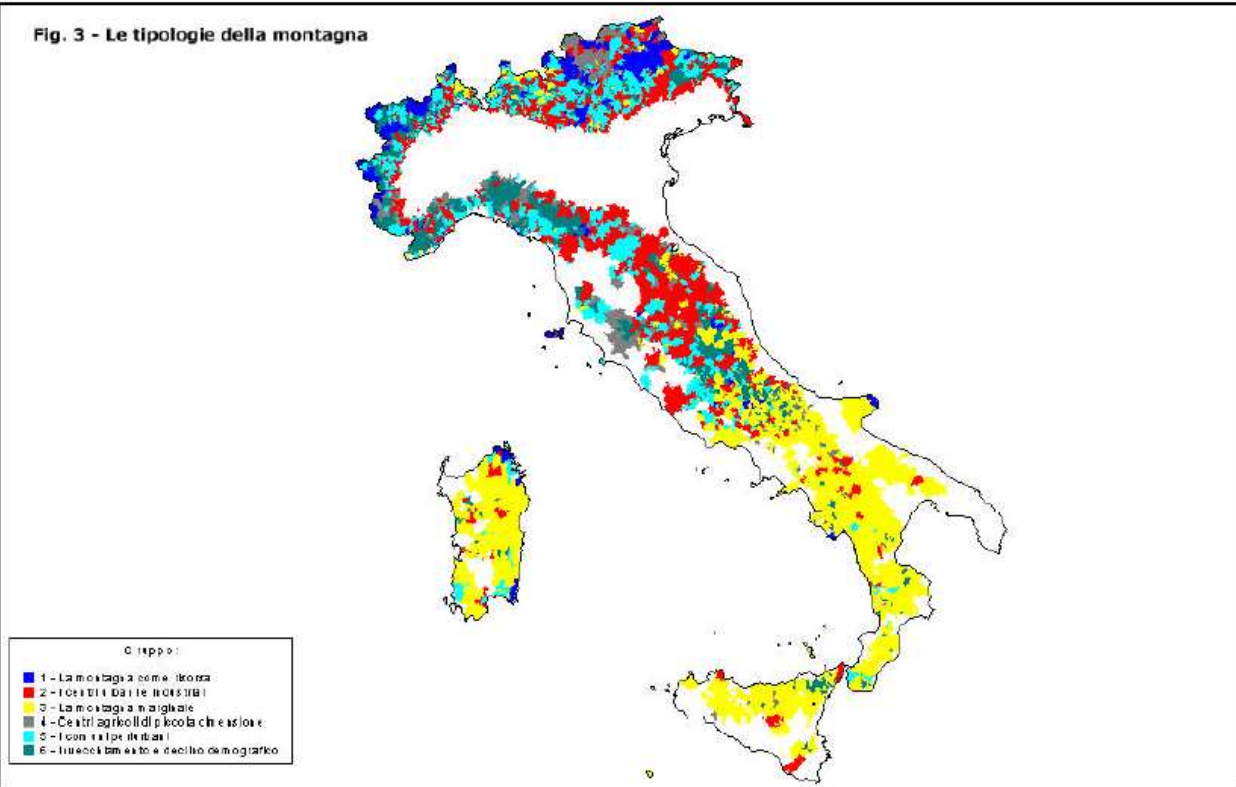 Fig. 3 - Le tipologie della montagna
Gruppo:
1 - La montagna come risorsa
2 - I centri urbani e industriali
3 - La montagna marginale
4 - Centri agricoli di piccola dimensione
5 - I comuni periurbani
6 - Invecchiamento e declino demografico